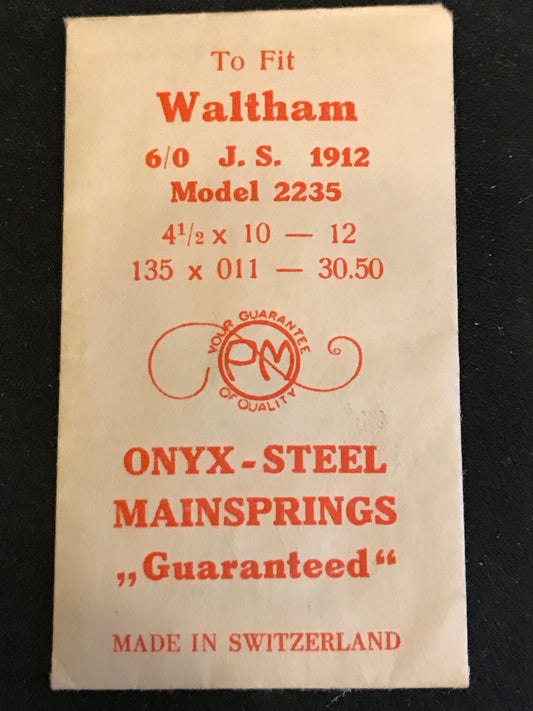 To Fit
Waltham
6/0 J. S. 1912
Model 2235
4¹/₂ x 10 — 12
135 x 011 — 30.50
YOUR GUARANTEE
PM
OF QUALITY
ONYX-STEEL
MAINSPRINGS
„Guaranteed“
MADE IN SWITZERLAND